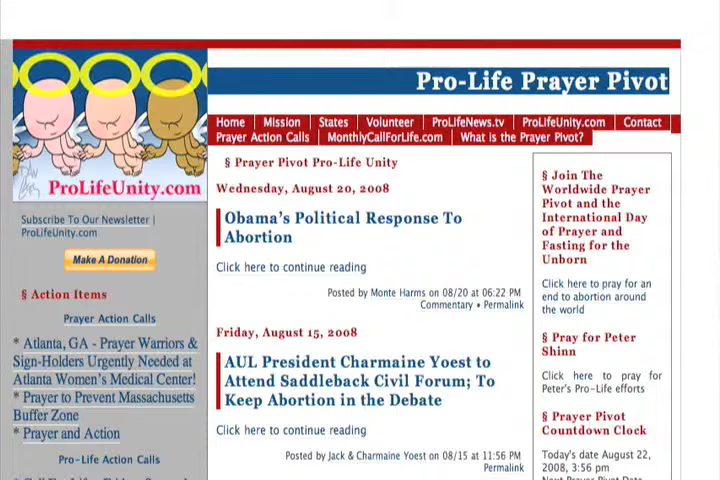 Pro-Life Prayer Pivot
Home | Mission | States | Volunteer | ProLifeNews.tv | ProLifeUnity.com | Contact
Prayer Action Calls | MonthlyCallForLife.com | What is the Prayer Pivot?
ProLifeUnity.com
Subscribe To Our Newsletter |
ProLifeUnity.com
Make A Donation
§ Action Items
Prayer Action Calls
* Atlanta, GA - Prayer Warriors &
Sign-Holders Urgently Needed at
Atlanta Women's Medical Center!
* Prayer to Prevent Massachusetts
Buffer Zone
* Prayer and Action
Pro-Life Action Calls
§ Prayer Pivot Pro-Life Unity
Wednesday, August 20, 2008
Obama's Political Response To
Abortion
Click here to continue reading
Posted by Monte Harms on 08/20 at 06:22 PM
Commentary • Permalink
Friday, August 15, 2008
AUL President Charmaine Yoest to
Attend Saddleback Civil Forum; To
Keep Abortion in the Debate
Click here to continue reading
Posted by Jack & Charmaine Yoest on 08/15 at 11:56 PM
Permalink
§ Join The
Worldwide Prayer
Pivot and the
International Day
of Prayer and
Fasting for the
Unborn
Click here to pray for an
end to abortion around
the world
§ Pray for Peter
Shinn
Click here to pray for
Peter's Pro-Life efforts
§ Prayer Pivot
Countdown Clock
Today's date August 22,
2008, 3:56 pm